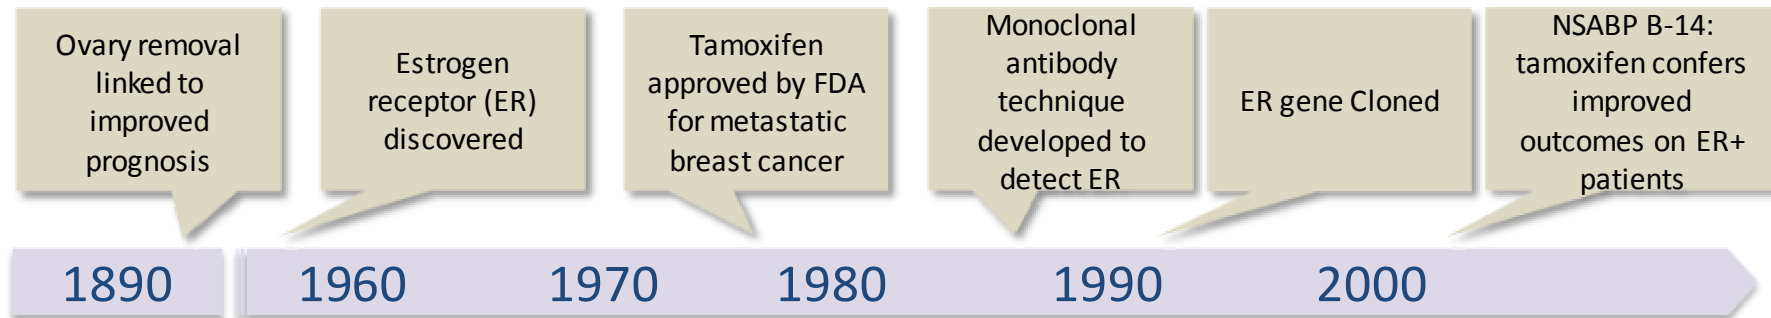 Ovary removal
linked to
improved
prognosis
Estrogen
receptor (ER)
discovered
Tamoxifen
approved by FDA
for metastatic
breast cancer
Monoclonal
antibody
technique
developed to
detect ER
ER gene Cloned
NSABP B-14:
tamoxifen confers
improved
outcomes on ER+
patients
1890 1960 1970 1980 1990 2000